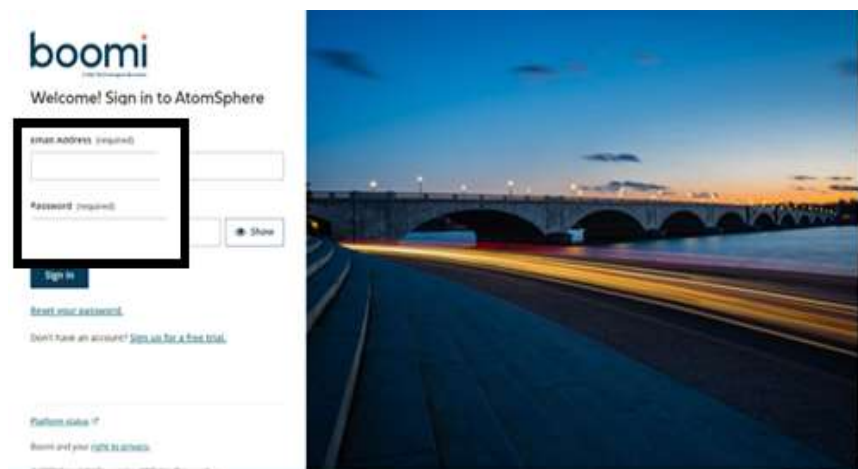 boomi
Welcome! Sign in to AtomSphere
Email Address (required)
Password (required)
Show
Sign In
Reset your password.
Don't have an account? Sign up for a free trial.
Platform status
Boomi and your right to privacy.